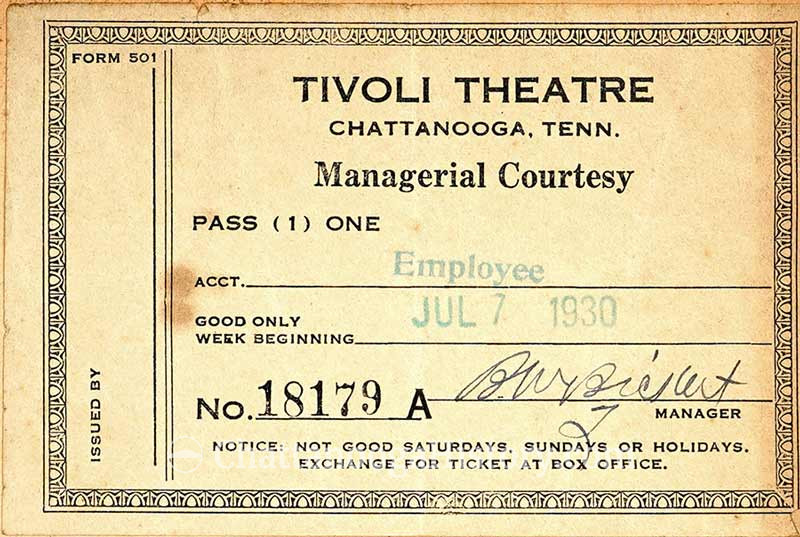 FORM 501
TIVOLI THEATRE
CHATTANOOGA, TENN.
Managerial Courtesy
PASS (1) ONE
ACCT. Employee
GOOD ONLY
WEEK BEGINNING JUL 7 1930
No. 18179 A
MANAGER
NOTICE: NOT GOOD SATURDAYS, SUNDAYS OR HOLIDAYS.
EXCHANGE FOR TICKET AT BOX OFFICE.
ISSUED BY